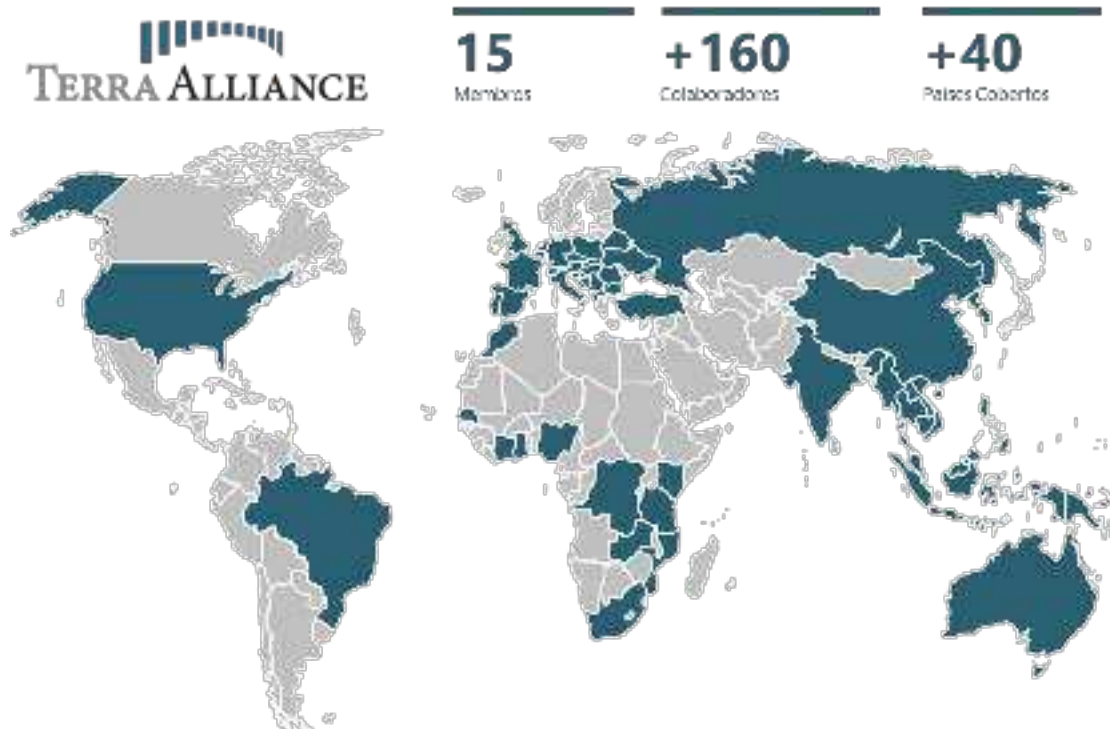 TERRA ALLIANCE
15
Membros
+160
Colaboradores
+40
Países Cobertos